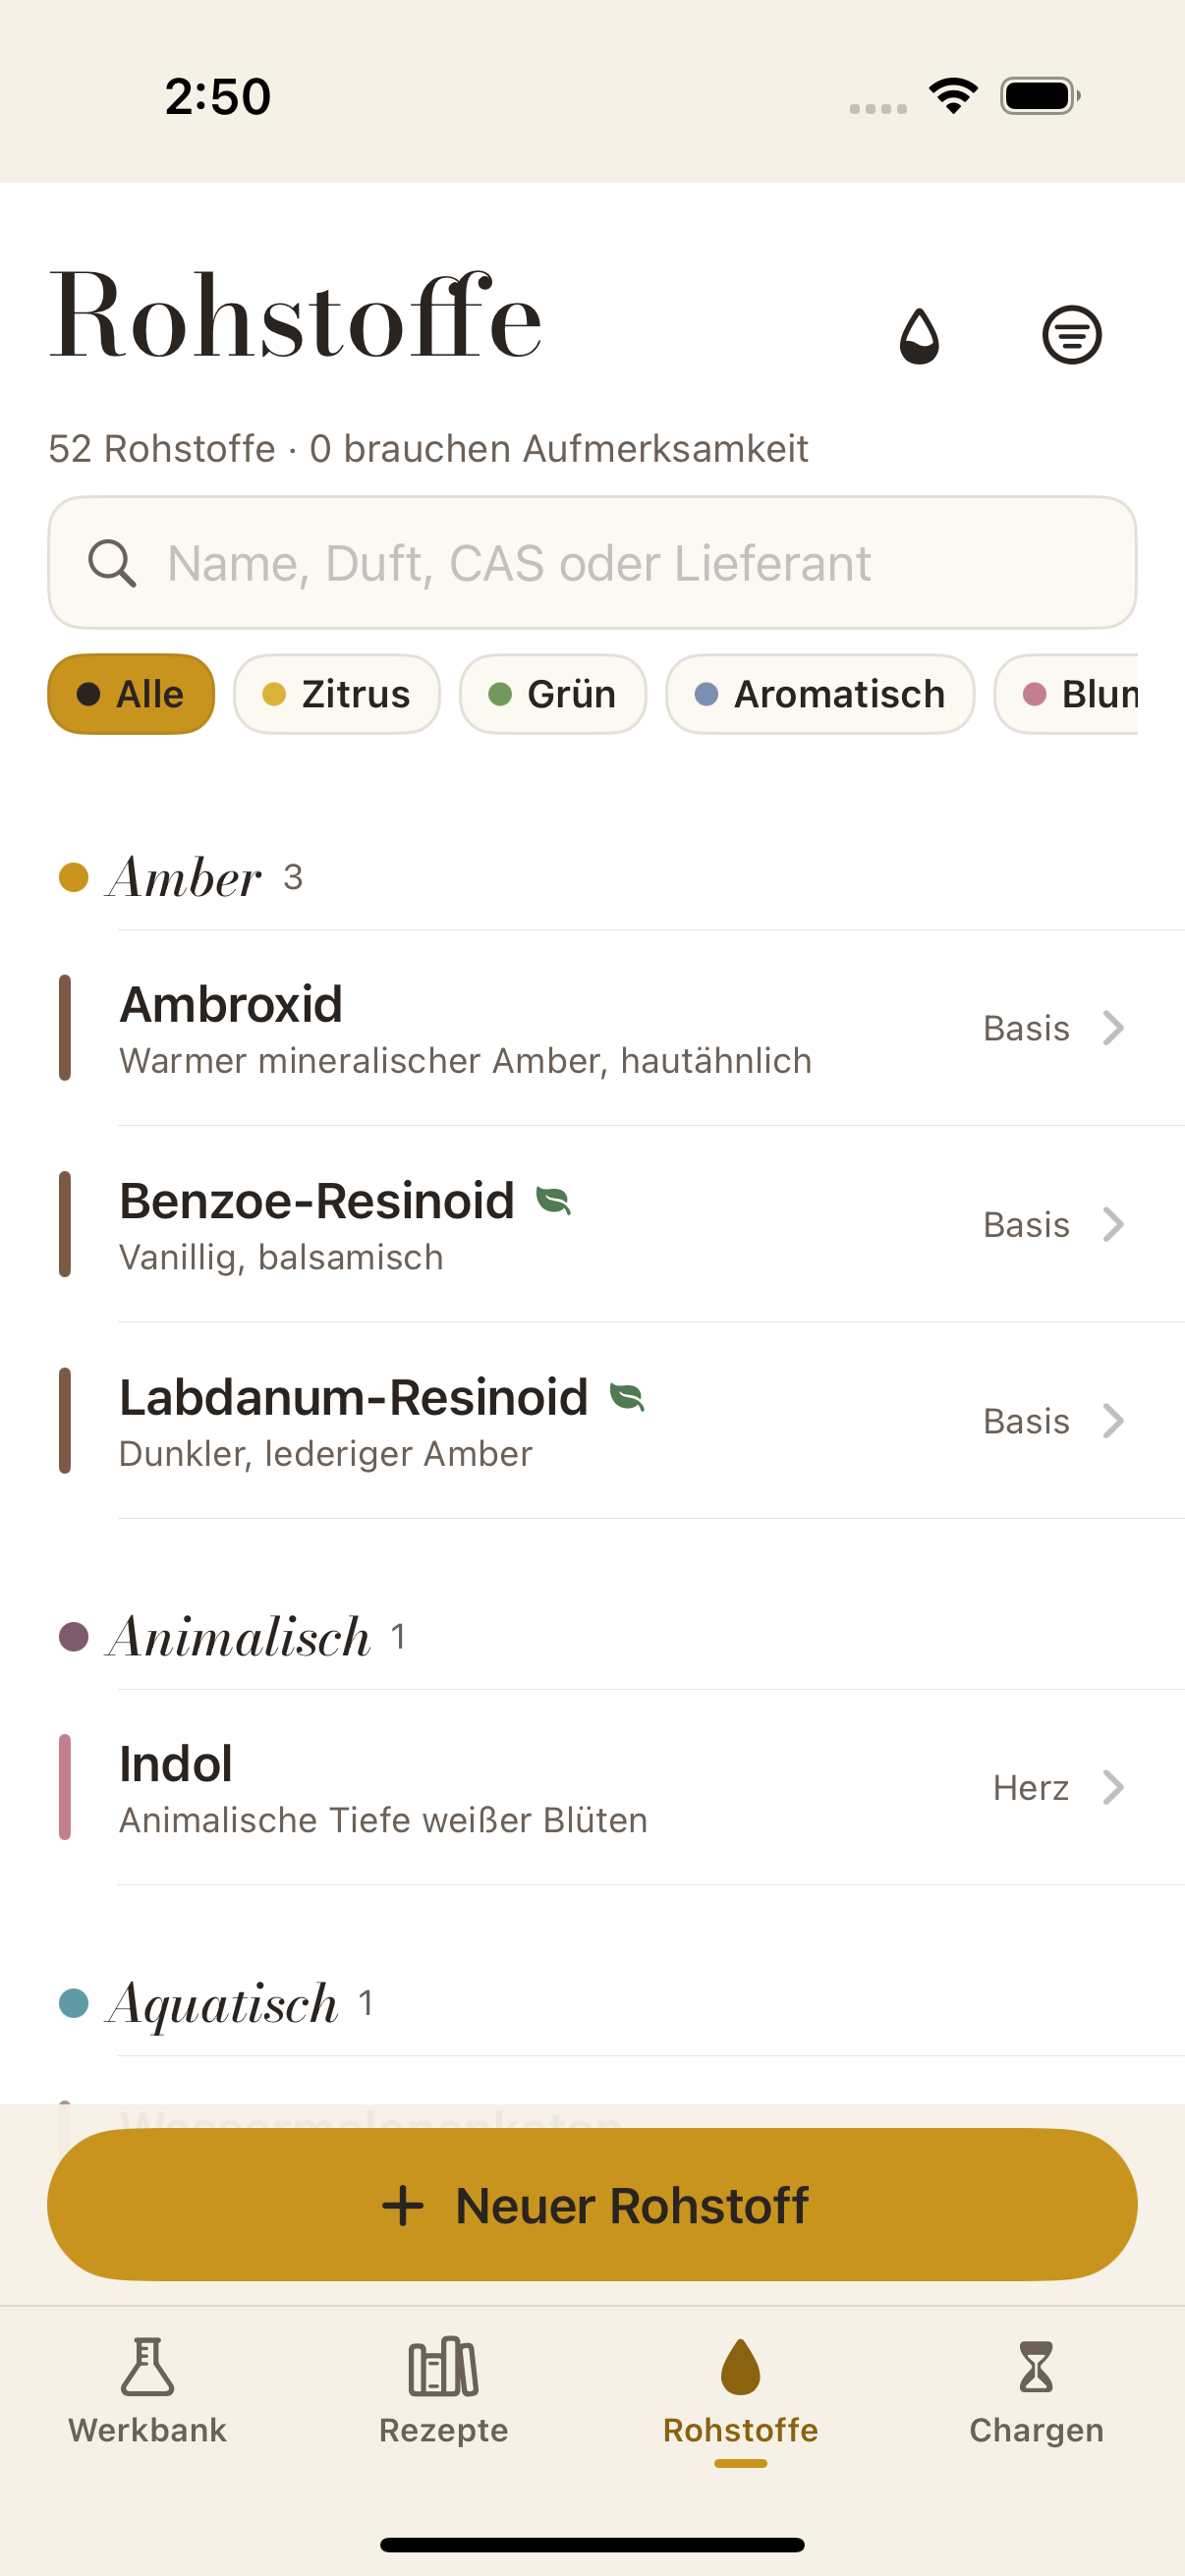 2:50
Rohstoffe
52 Rohstoffe · 0 brauchen Aufmerksamkeit
Name, Duft, CAS oder Lieferant
Alle
Zitrus
Grün
Aromatisch
Amber 3
Ambroxid
Warmer mineralischer Amber, hautähnlich
Basis
Benzoe-Resinoid
Vanillig, balsamisch
Basis
Labdanum-Resinoid
Dunkler, lederiger Amber
Basis
Animalisch 1
Indol
Animalische Tiefe weißer Blüten
Herz
Aquatisch 1
+ Neuer Rohstoff
Werkbank
Rezepte
Rohstoffe
Chargen